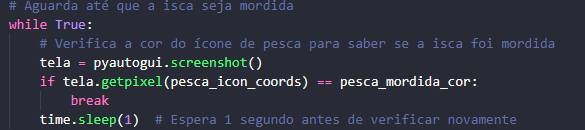 # Aguarda até que a isca seja mordida
while True:
    # Verifica a cor do ícone de pesca para saber se a isca foi mordida
    tela = pyautogui.screenshot()
    if tela.getpixel(pesca_icon_coords) == pesca_mordida_cor:
        break
    time.sleep(1)  # Espera 1 segundo antes de verificar novamente